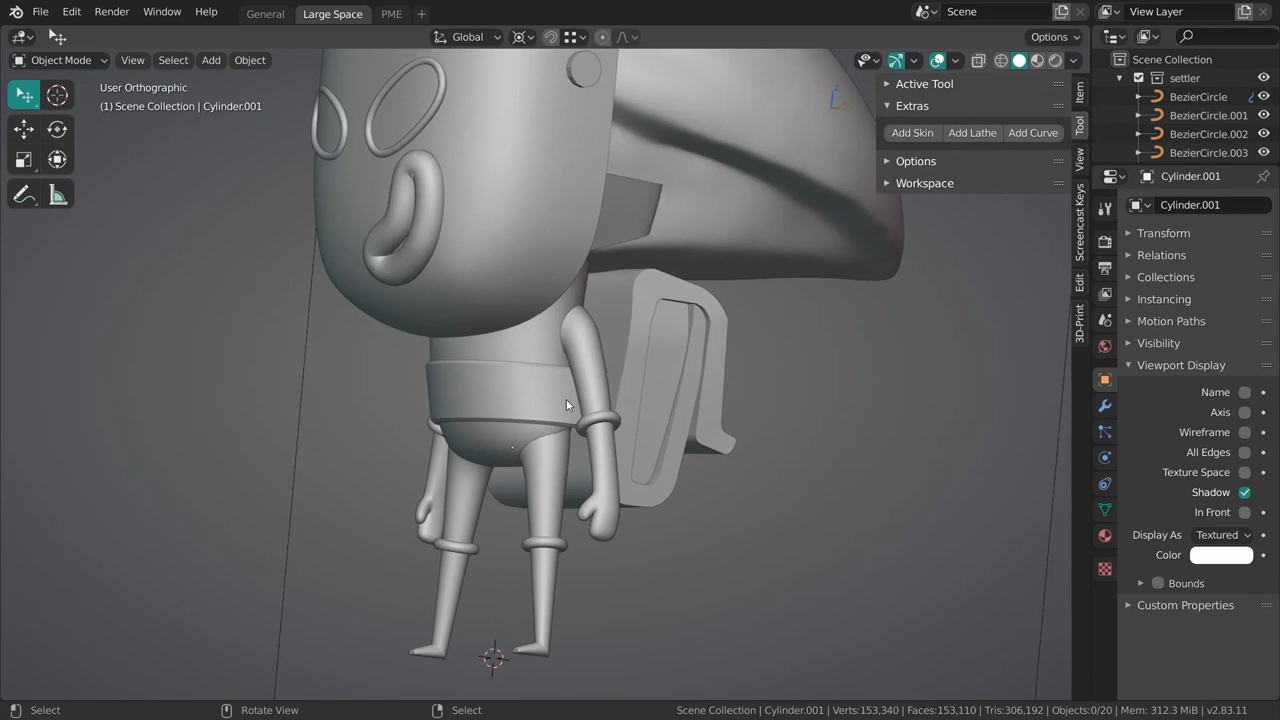 File Edit Render Window Help General Large Space PME + Scene View Layer
Global Options
Object Mode View Select Add Object
User Orthographic
(1) Scene Collection | Cylinder.001
Active Tool
Extras
Add Skin Add Lathe Add Curve
Options
Workspace
Item
Tool
View
Screencast Keys
Edit
3D-Print
Scene Collection
settler
BezierCircle
BezierCircle.001
BezierCircle.002
BezierCircle.003
Cylinder.001
Cylinder.001
Transform
Relations
Collections
Instancing
Motion Paths
Visibility
Viewport Display
Name
Axis
Wireframe
All Edges
Texture Space
Shadow
In Front
Display As Textured
Color
Bounds
Custom Properties
Select Rotate View Select Scene Collection | Cylinder.001 | Verts:153,340 | Faces:153,110 | Tris:306,192 | Objects:0/20 | Mem: 312.3 MiB | v2.83.11